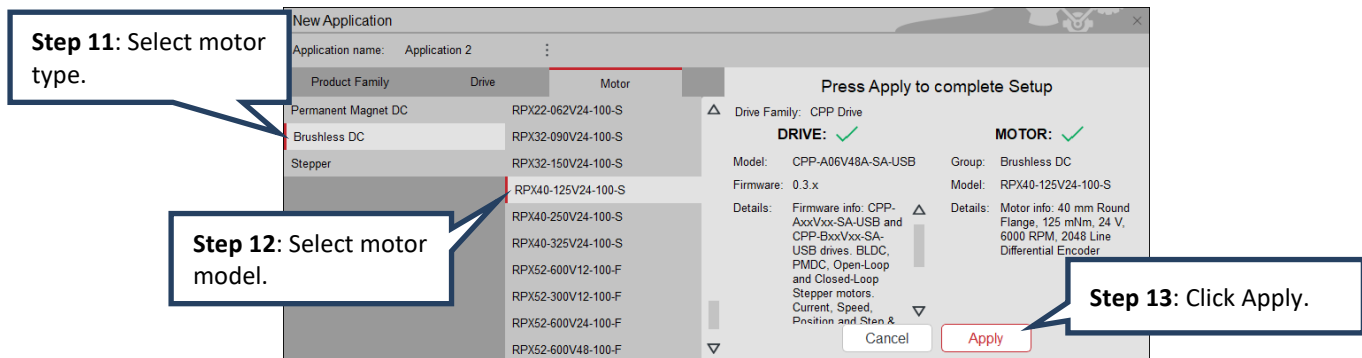 New Application
Step 11: Select motor
type.
Application name: Application 2
Product Family Drive Motor
Permanent Magnet DC
Brushless DC
Stepper
RPX22-062V24-100-S
RPX32-090V24-100-S
RPX32-150V24-100-S
RPX40-125V24-100-S
RPX40-250V24-100-S
RPX40-325V24-100-S
RPX52-600V12-100-F
RPX52-300V12-100-F
RPX52-600V24-100-F
RPX52-600V48-100-F
Step 12: Select motor
model.
Press Apply to complete Setup
Drive Family: CPP Drive
DRIVE:
Model: CPP-A06V48A-SA-USB
Firmware: 0.3.x
Details: Firmware info: CPP-
AxxVxx-SA-USB and
CPP-BxxVxx-SA-
USB drives. BLDC,
PMDC, Open-Loop
and Closed-Loop
Stepper motors.
Current, Speed,
Position and Step &
MOTOR:
Group: Brushless DC
Model: RPX40-125V24-100-S
Details: Motor info: 40 mm Round
Flange, 125 mNm, 24 V,
6000 RPM, 2048 Line
Differential Encoder
Step 13: Click Apply.
Cancel Apply